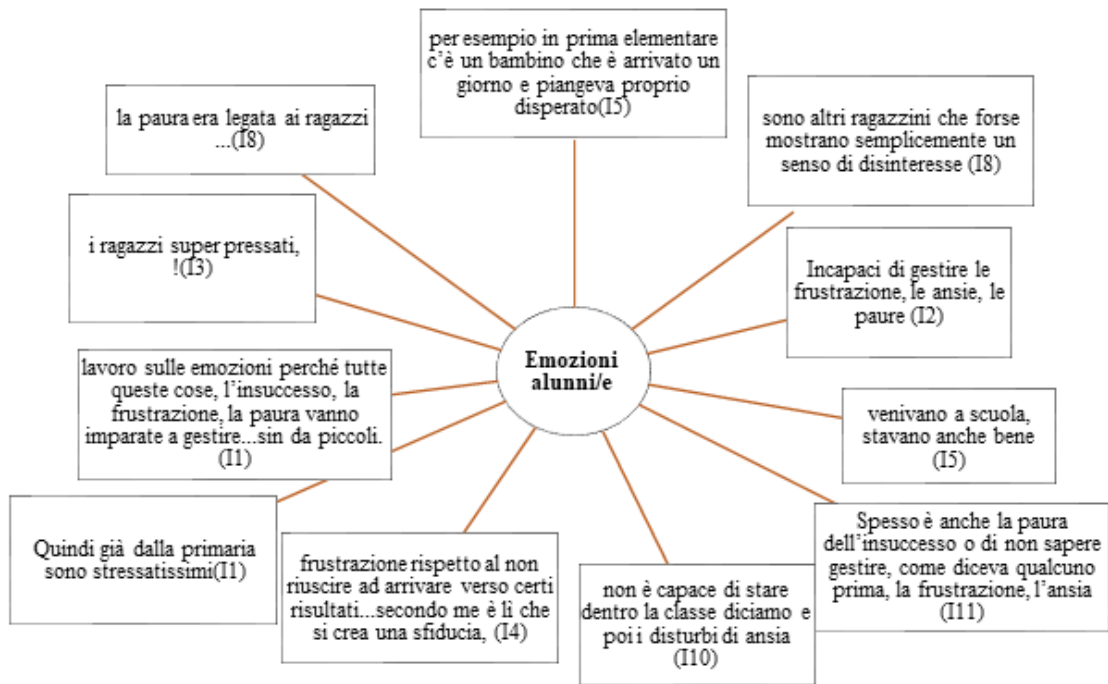 per esempio in prima elementare
c'è un bambino che è arrivato un
giorno e piangeva proprio
disperato(I5)
la paura era legata ai ragazzi
...(I8)
sono altri ragazzini che forse
mostrano semplicemente un
senso di disinteresse (I8)
i ragazzi super pressati,
!(I3)
Incapaci di gestire le
frustrazione, le ansie, le
paure (I2)
Emozioni
alunni/e
lavoro sulle emozioni perché tutte
queste cose, l'insuccesso, la
frustrazione, la paura vanno
imparate a gestire...sin da piccoli.
(I1)
venivano a scuola,
stavano anche bene
(I5)
Quindi già dalla primaria
sono stressatissimi(I1)
frustrazione rispetto al non
riuscire ad arrivare verso certi
risultati...secondo me è lì che
si crea una sfiducia, (I4)
non è capace di stare
dentro la classe diciamo e
poi i disturbi di ansia
(I10)
Spesso è anche la paura
dell'insuccesso o di non sapere
gestire, come diceva qualcuno
prima, la frustrazione, l'ansia
(I11)